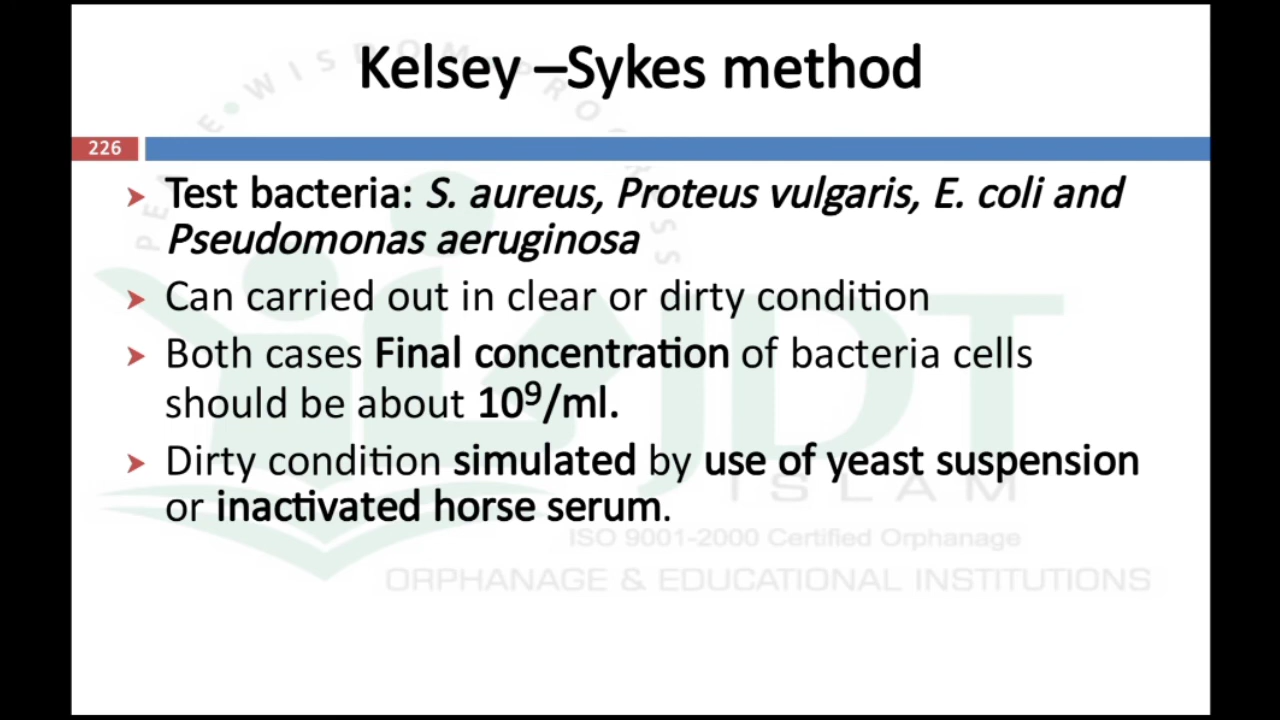 Kelsey –Sykes method
226
➤ Test bacteria: S. aureus, Proteus vulgaris, E. coli and
Pseudomonas aeruginosa
➤ Can carried out in clear or dirty condition
➤ Both cases Final concentration of bacteria cells
should be about 10⁹/ml.
➤ Dirty condition simulated by use of yeast suspension
or inactivated horse serum.
JDT
ISLAM
ISO 9001-2000 Certified Orphanage
ORPHANAGE & EDUCATIONAL INSTITUTIONS